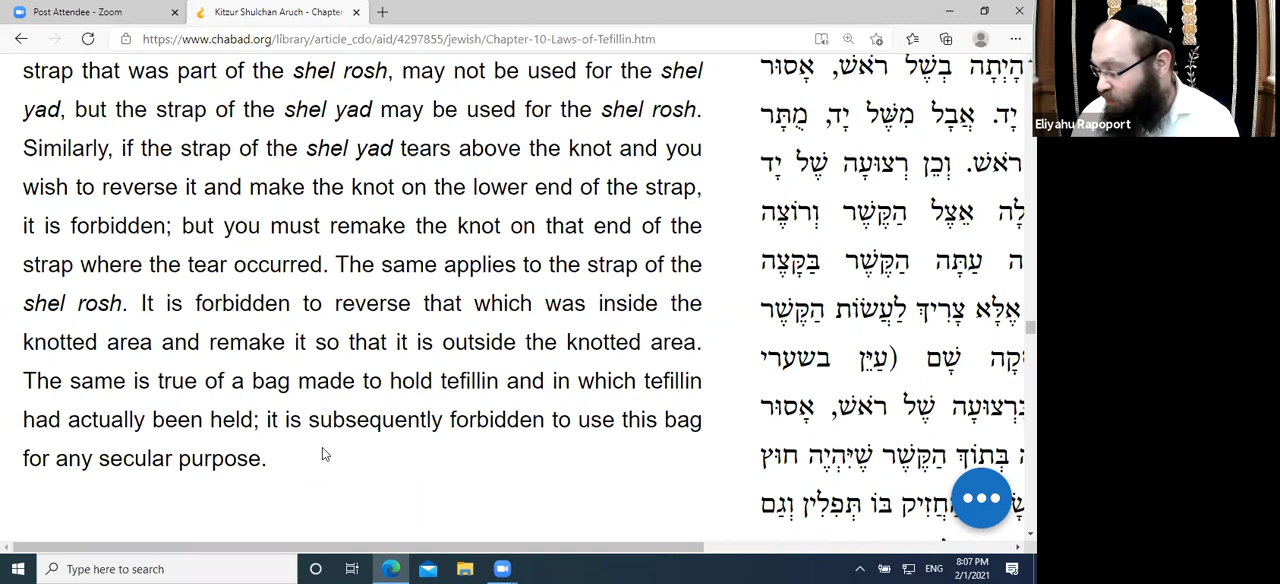 Post Attendee - Zoom
Kitzur Shulchan Aruch - Chapter
https://www.chabad.org/library/article_cdo/aid/4297855/jewish/Chapter-10-Laws-of-Tefillin.htm
Eliyahu Rapoport
strap that was part of the shel rosh, may not be used for the shel
yad, but the strap of the shel yad may be used for the shel rosh.
Similarly, if the strap of the shel yad tears above the knot and you
wish to reverse it and make the knot on the lower end of the strap,
it is forbidden; but you must remake the knot on that end of the
strap where the tear occurred. The same applies to the strap of the
shel rosh. It is forbidden to reverse that which was inside the
knotted area and remake it so that it is outside the knotted area.
The same is true of a bag made to hold tefillin and in which tefillin
had actually been held; it is subsequently forbidden to use this bag
for any secular purpose.
הָיְתָה בְּשֶׁל רֹאשׁ, אָסוּר
יָד. אֲבָל מִשֶּׁל יָד, מֻתָּר
רֹאשׁ. וְכֵן רְצוּעָה שֶׁל יָד
לָה אֵצֶל הַקֶּשֶׁר וְרוֹצֶה
ה עַתָּה הַקֶּשֶׁר בַּקָּצֶה
אֶלָּא צָרִיךְ לַעֲשׂוֹת הַקֶּשֶׁר
סְקָה שָׁם (עַיֵּן בשערי
בִּרְצוּעָה שֶׁל רֹאשׁ, אָסוּר
ה בְּתוֹךְ הַקֶּשֶׁר שֶׁיִּהְיֶה חוּץ
מַחֲזִיק בּוֹ תְּפִלִּין וְגַם
Type here to search
ENG
8:07 PM
2/1/2021